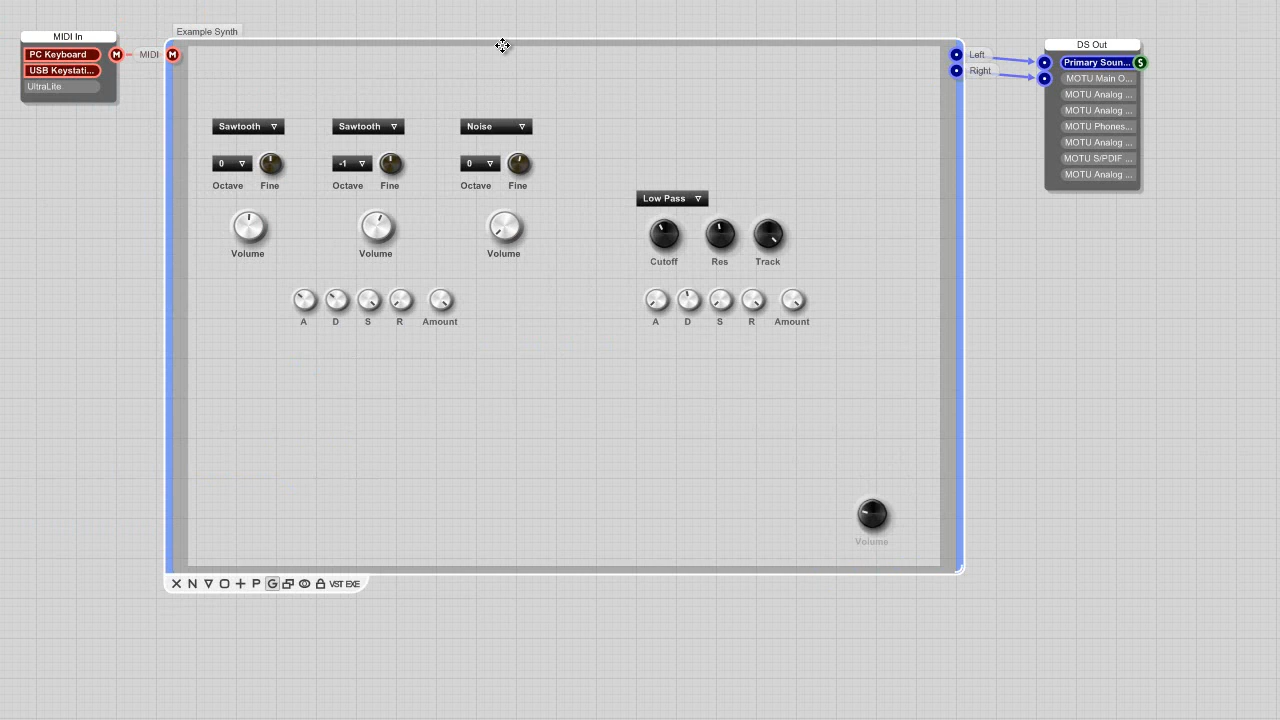 MIDI In
PC Keyboard
USB Keystati...
UltraLite
M
MIDI
M
Example Synth
Left
Right
DS Out
Primary Soun...
S
MOTU Main O...
MOTU Analog ...
MOTU Analog ...
MOTU Phones...
MOTU Analog ...
MOTU S/PDIF ...
MOTU Analog ...
Sawtooth
Sawtooth
Noise
0
-1
0
Octave Fine
Octave Fine
Octave Fine
Volume
Volume
Volume
A D S R Amount
Low Pass
Cutoff Res Track
A D S R Amount
Volume
N P G VST EXE